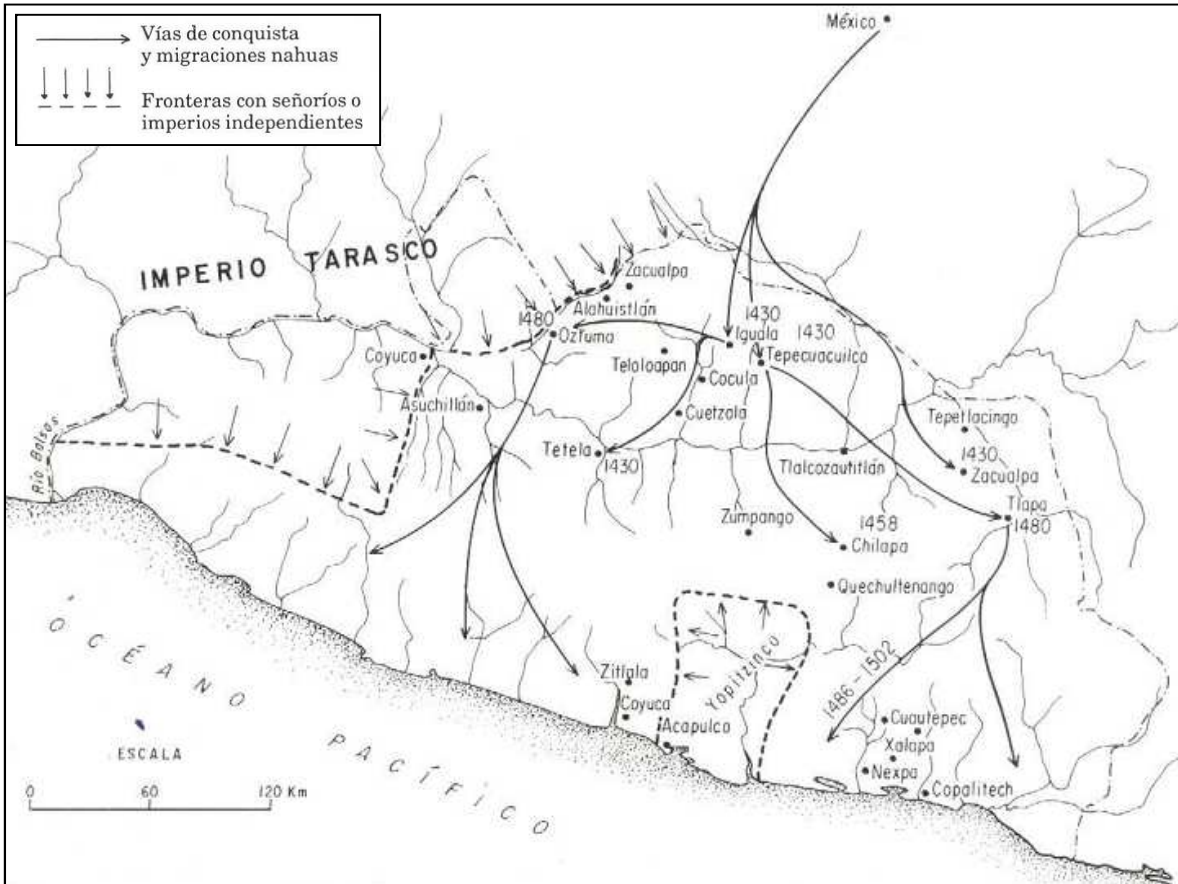 Vías de conquista
y migraciones nahuas
Fronteras con señoríos o
imperios independientes
México
IMPERIO TARASCO
Zacualpa
Alahuistlán
1480
Oztuma
1430
Iguala
1430
Tepecuacuilco
Coyuca
Teloloapan
Cocula
Asuchitlán
Cuetzala
Tepetlacingo
Río Balsas
Tetela
1430
Tlalcozautitlán
1430
Zacualpa
Tlapa
1480
Zumpango
1458
Chilapa
Quechultenango
Yopitzinco
1486-1502
Zitlala
Coyuca
Acapulco
Cuautepec
Xalapa
Nexpa
Copalitech
OCÉANO PACÍFICO
ESCALA
0 60 120 Km